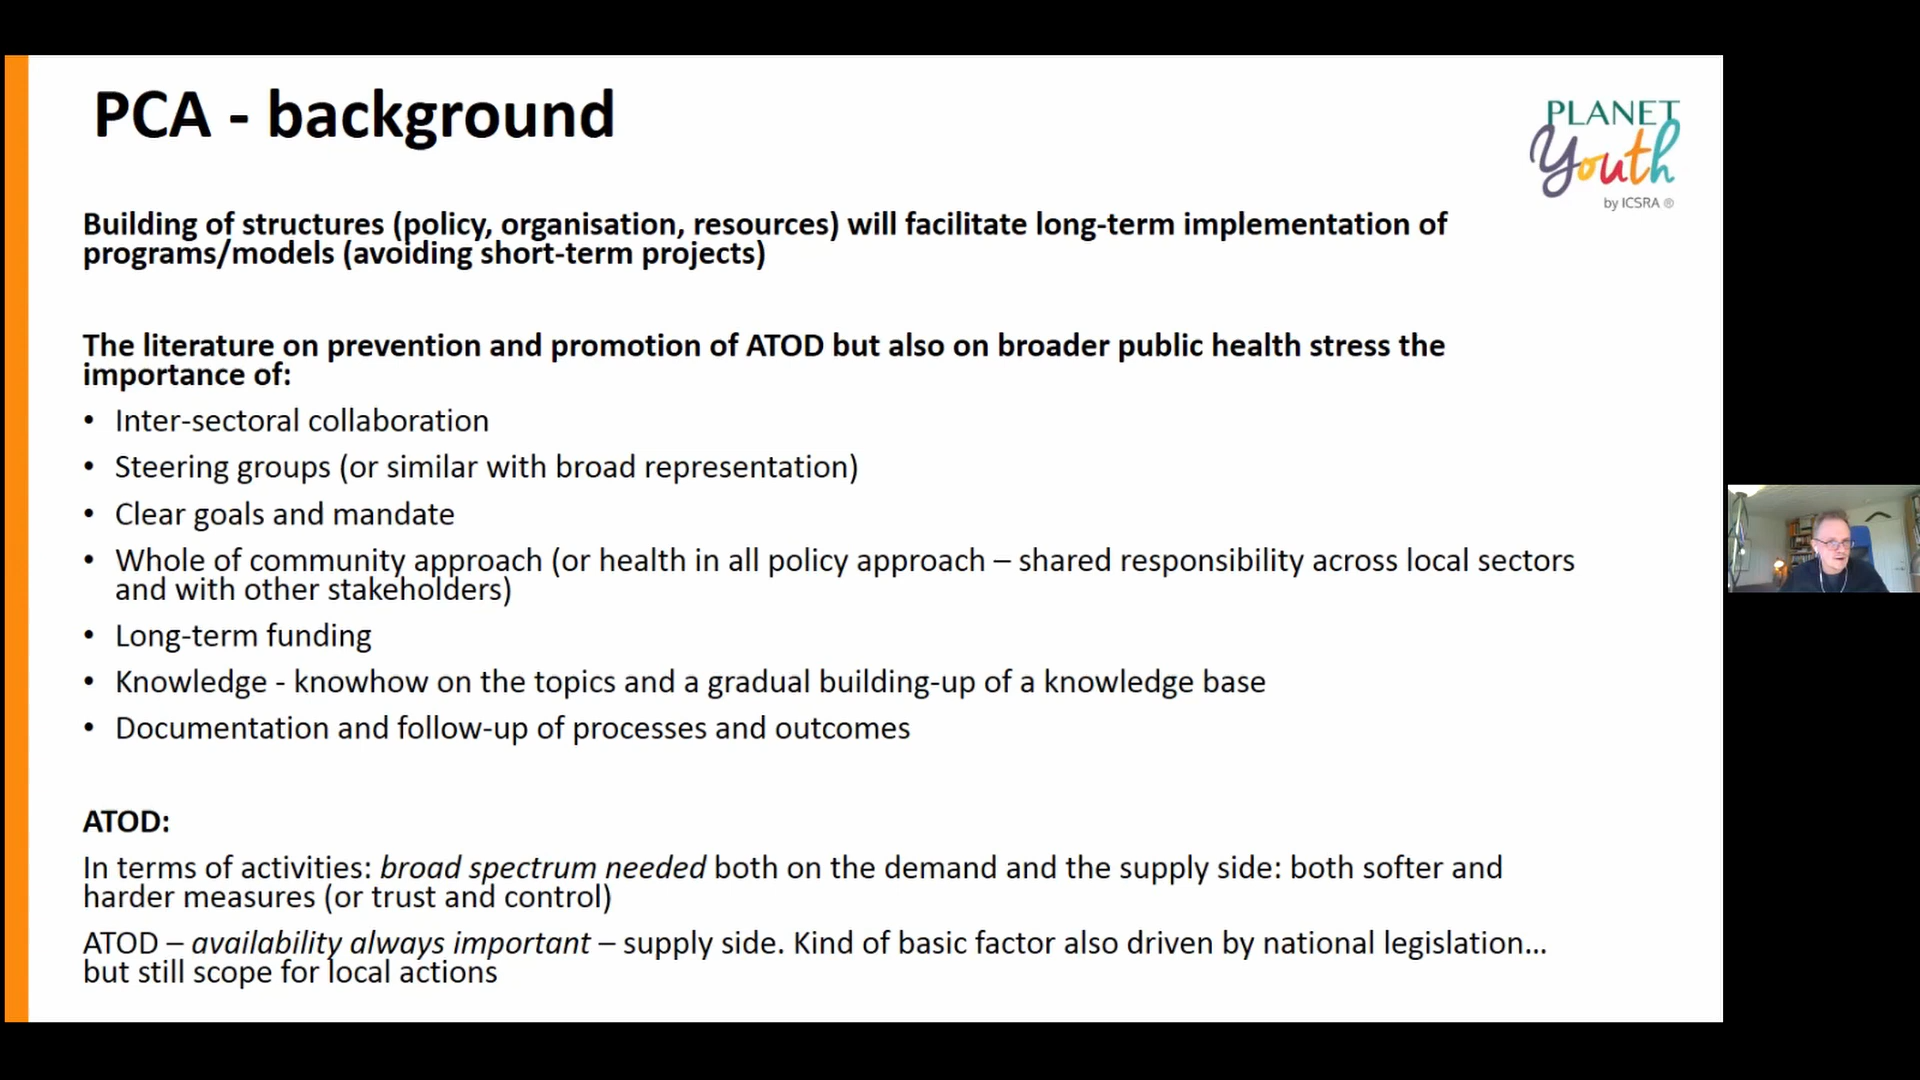 PCA - background
PLANET
Youth
by ICSRA ®
Building of structures (policy, organisation, resources) will facilitate long-term implementation of
programs/models (avoiding short-term projects)
The literature on prevention and promotion of ATOD but also on broader public health stress the
importance of:
• Inter-sectoral collaboration
• Steering groups (or similar with broad representation)
• Clear goals and mandate
• Whole of community approach (or health in all policy approach – shared responsibility across local sectors
and with other stakeholders)
• Long-term funding
• Knowledge - knowhow on the topics and a gradual building-up of a knowledge base
• Documentation and follow-up of processes and outcomes
ATOD:
In terms of activities: broad spectrum needed both on the demand and the supply side: both softer and
harder measures (or trust and control)
ATOD – availability always important – supply side. Kind of basic factor also driven by national legislation...
but still scope for local actions